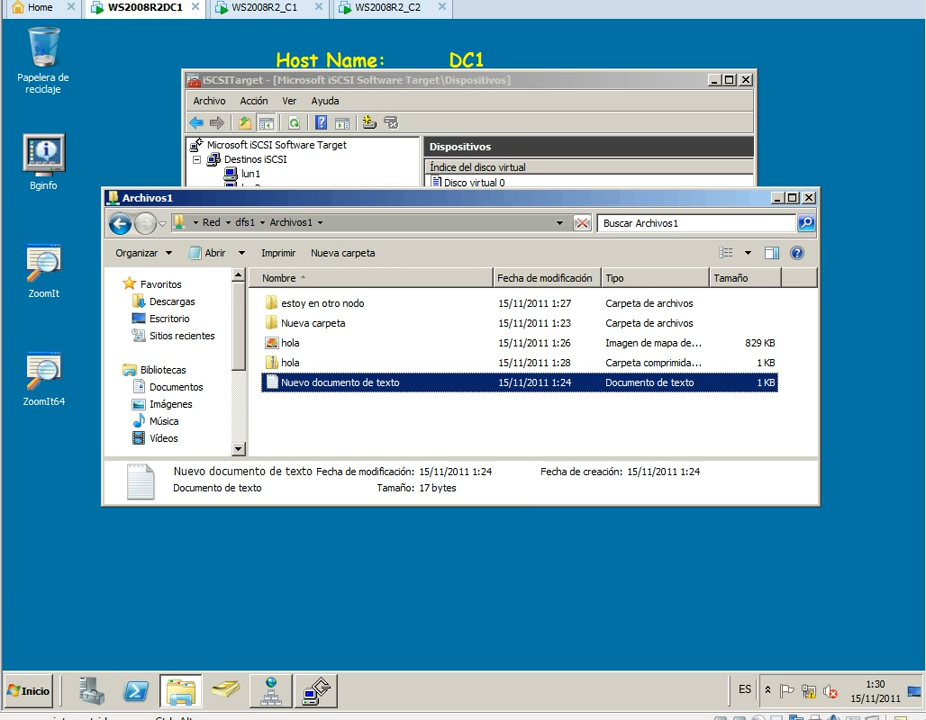 Home WS2008R2DC1 WS2008R2_C1 WS2008R2_C2
Papelera de reciclaje
Host Name: DC1
iSCSITarget - [Microsoft iSCSI Software Target\Dispositivos]
Archivo Acción Ver Ayuda
Microsoft iSCSI Software Target
Dispositivos
Destinos iSCSI
Índice del disco virtual
lun1
Disco virtual 0
Bginfo
Archivos1
Red dfs1 Archivos1
Buscar Archivos1
Organizar Abrir Imprimir Nueva carpeta
Favoritos
Descargas
Escritorio
Sitios recientes
Bibliotecas
Documentos
Imágenes
Música
Vídeos
Nombre Fecha de modificación Tipo Tamaño
estoy en otro nodo 15/11/2011 1:27 Carpeta de archivos
Nueva carpeta 15/11/2011 1:23 Carpeta de archivos
hola 15/11/2011 1:26 Imagen de mapa de... 829 KB
hola 15/11/2011 1:28 Carpeta comprimida... 1 KB
Nuevo documento de texto 15/11/2011 1:24 Documento de texto 1 KB
Nuevo documento de texto Fecha de modificación: 15/11/2011 1:24 Fecha de creación: 15/11/2011 1:24
Documento de texto Tamaño: 17 bytes
ZoomIt
ZoomIt64
Inicio
ES
1:30
15/11/2011